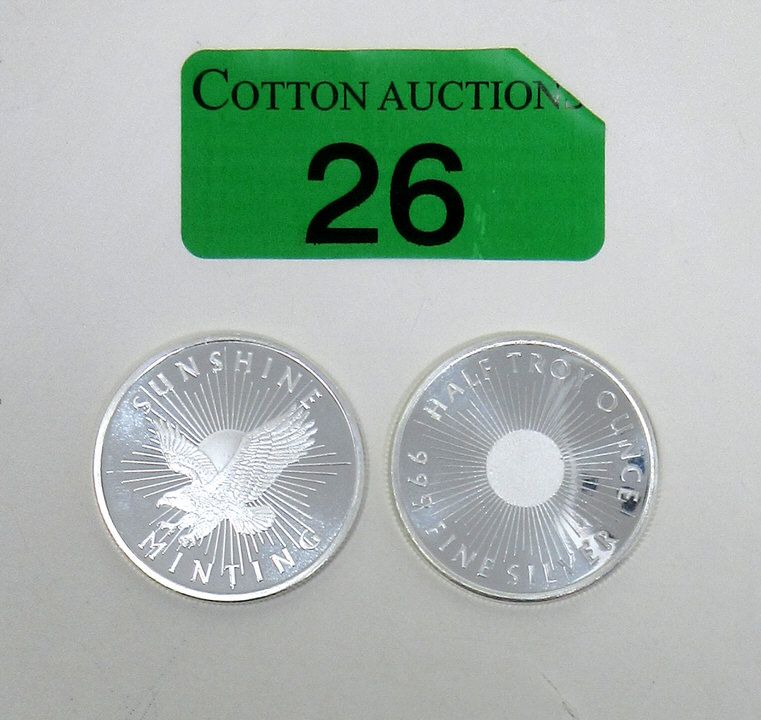 COTTON AUCTIONS
26
SUNSHINE
MINTING
HALF TROY OUNCE
999 FINE SILVER